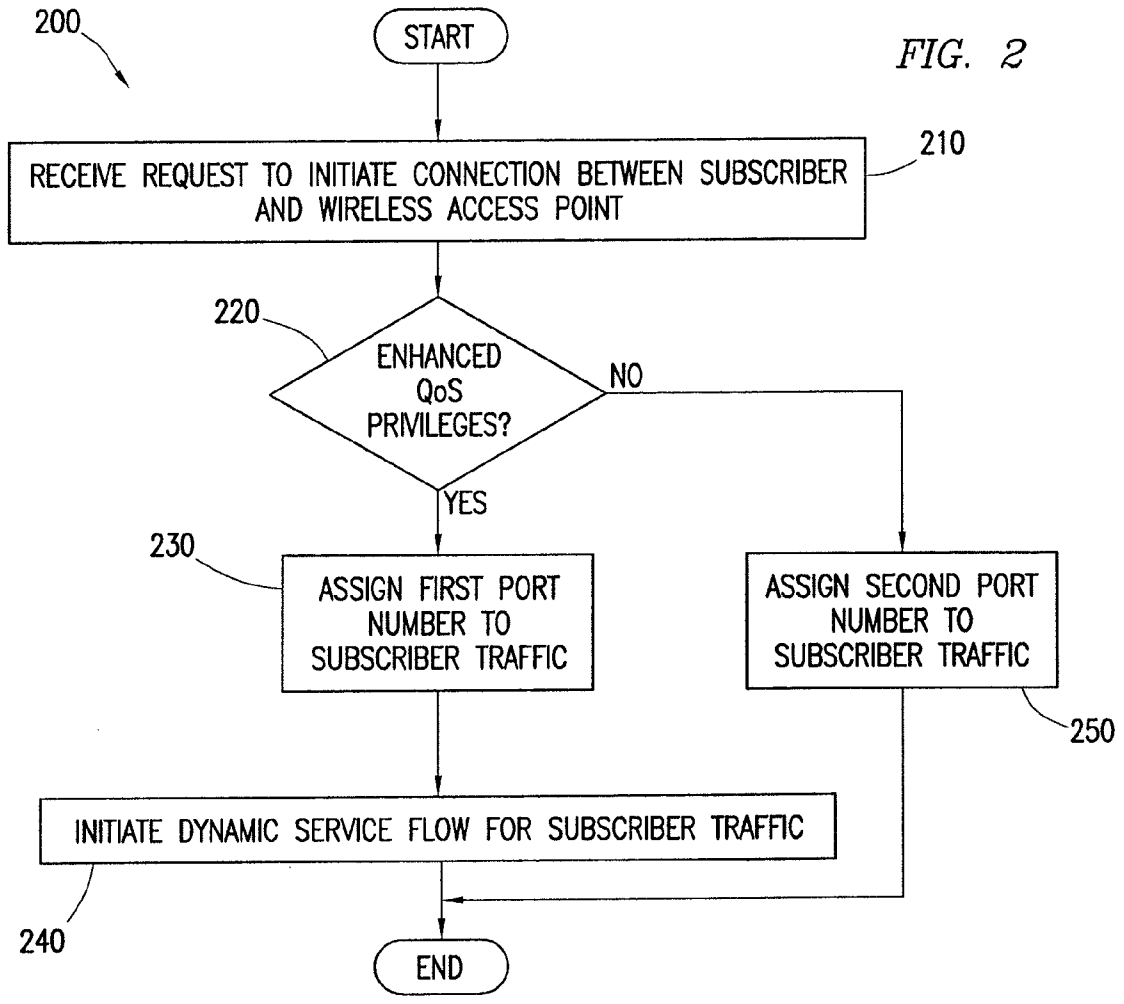 200
START
FIG. 2
RECEIVE REQUEST TO INITIATE CONNECTION BETWEEN SUBSCRIBER
AND WIRELESS ACCESS POINT
210
220
ENHANCED
QoS
PRIVILEGES?
NO
YES
230
ASSIGN FIRST PORT
NUMBER TO
SUBSCRIBER TRAFFIC
ASSIGN SECOND PORT
NUMBER TO
SUBSCRIBER TRAFFIC
250
INITIATE DYNAMIC SERVICE FLOW FOR SUBSCRIBER TRAFFIC
240
END